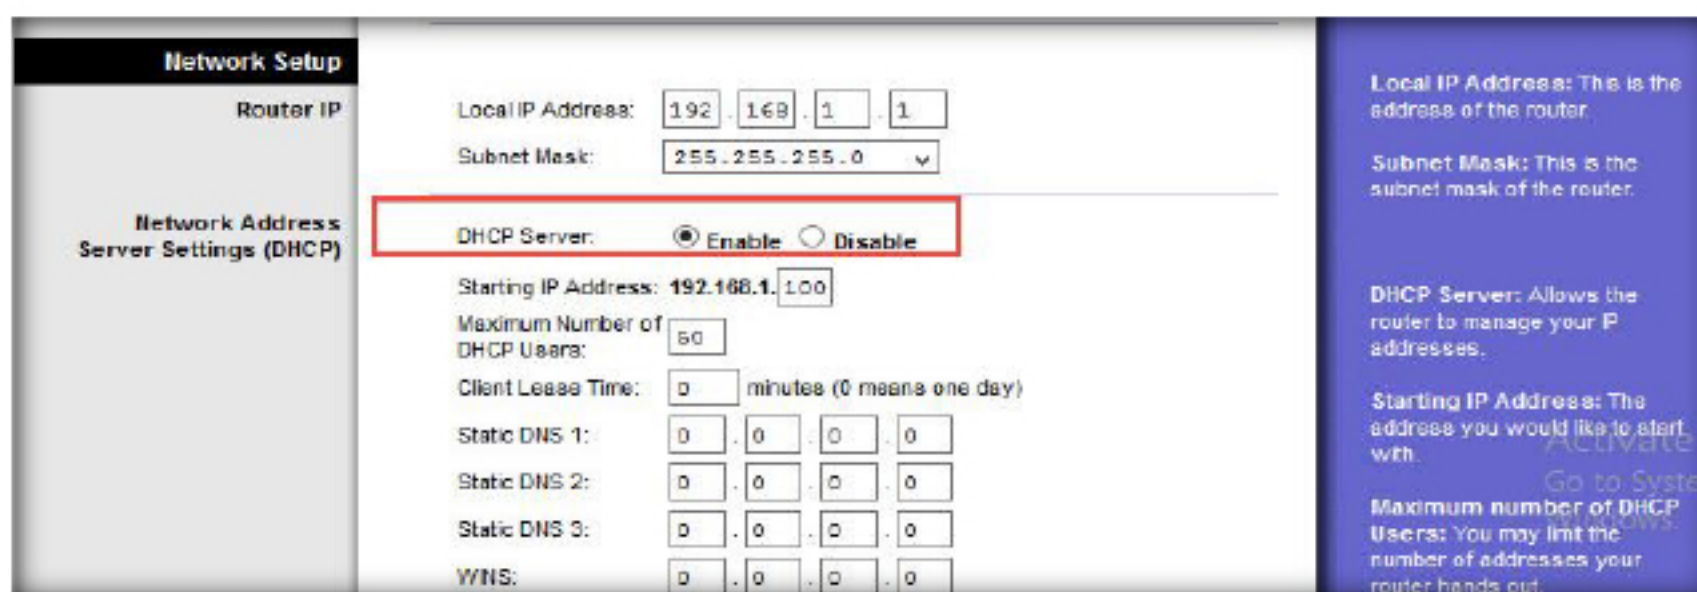 Network Setup
Router IP
Local IP Address: 192 . 168 . 1 . 1
Subnet Mask: 255.255.255.0
Network Address
Server Settings (DHCP)
DHCP Server: Enable Disable
Starting IP Address: 192.168.1. 100
Maximum Number of
DHCP Users: 50
Client Lease Time: 0 minutes (0 means one day)
Static DNS 1: 0 . 0 . 0 . 0
Static DNS 2: 0 . 0 . 0 . 0
Static DNS 3: 0 . 0 . 0 . 0
WINS: 0 . 0 . 0 . 0
Local IP Address: This is the
address of the router.
Subnet Mask: This is the
subnet mask of the router.
DHCP Server: Allows the
router to manage your IP
addresses.
Starting IP Address: The
address you would like to start
with.
Activate
Go to Syste
Maximum number of DHCP
Users: You may limit the
number of addresses your
router hands out.